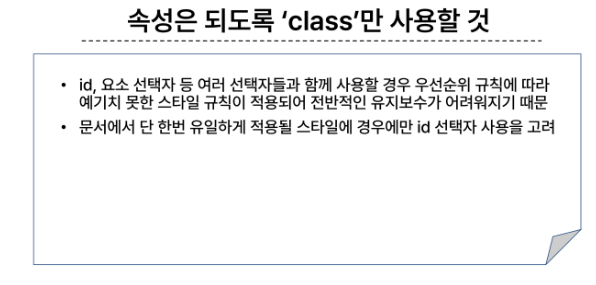 속성은 되도록 ‘class’만 사용할 것
• id, 요소 선택자 등 여러 선택자들과 함께 사용할 경우 우선순위 규칙에 따라
예기치 못한 스타일 규칙이 적용되어 전반적인 유지보수가 어려워지기 때문
• 문서에서 단 한번 유일하게 적용될 스타일에 경우에만 id 선택자 사용을 고려